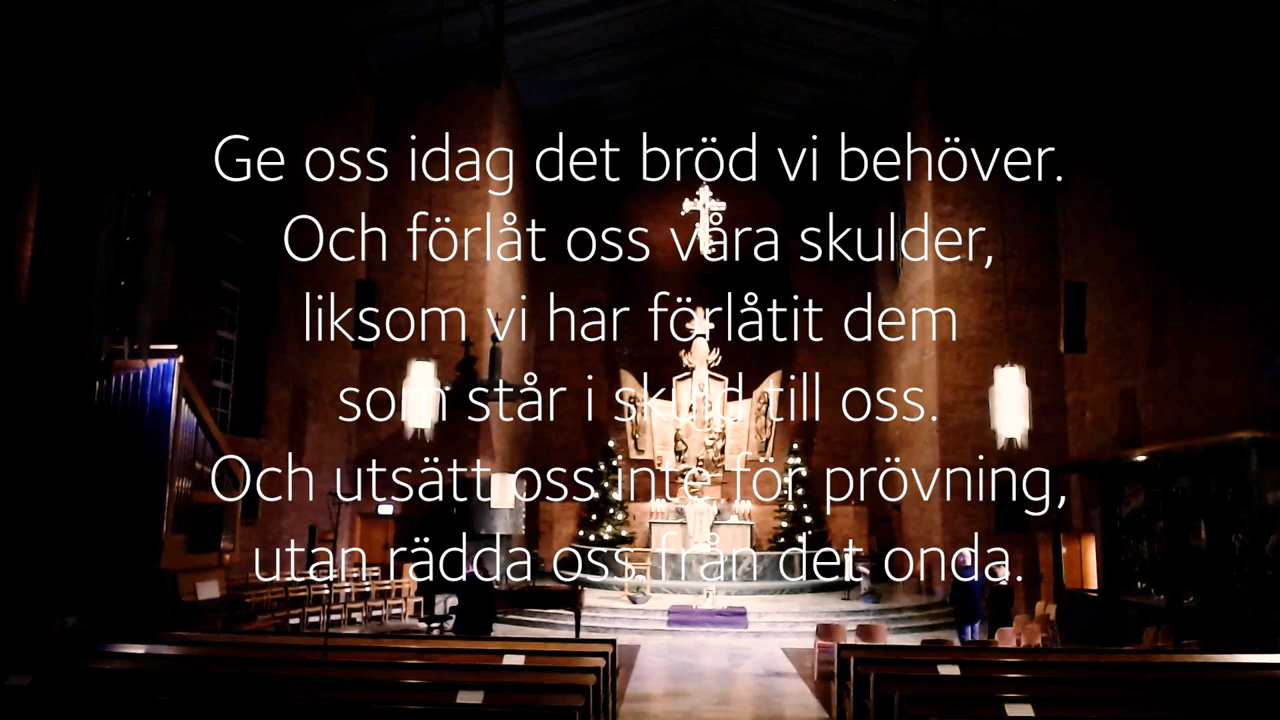 Ge oss idag det bröd vi behöver.
Och förlåt oss våra skulder,
liksom vi har förlåtit dem
som står i skuld till oss.
Och utsätt oss inte för prövning,
utan rädda oss från det onda.